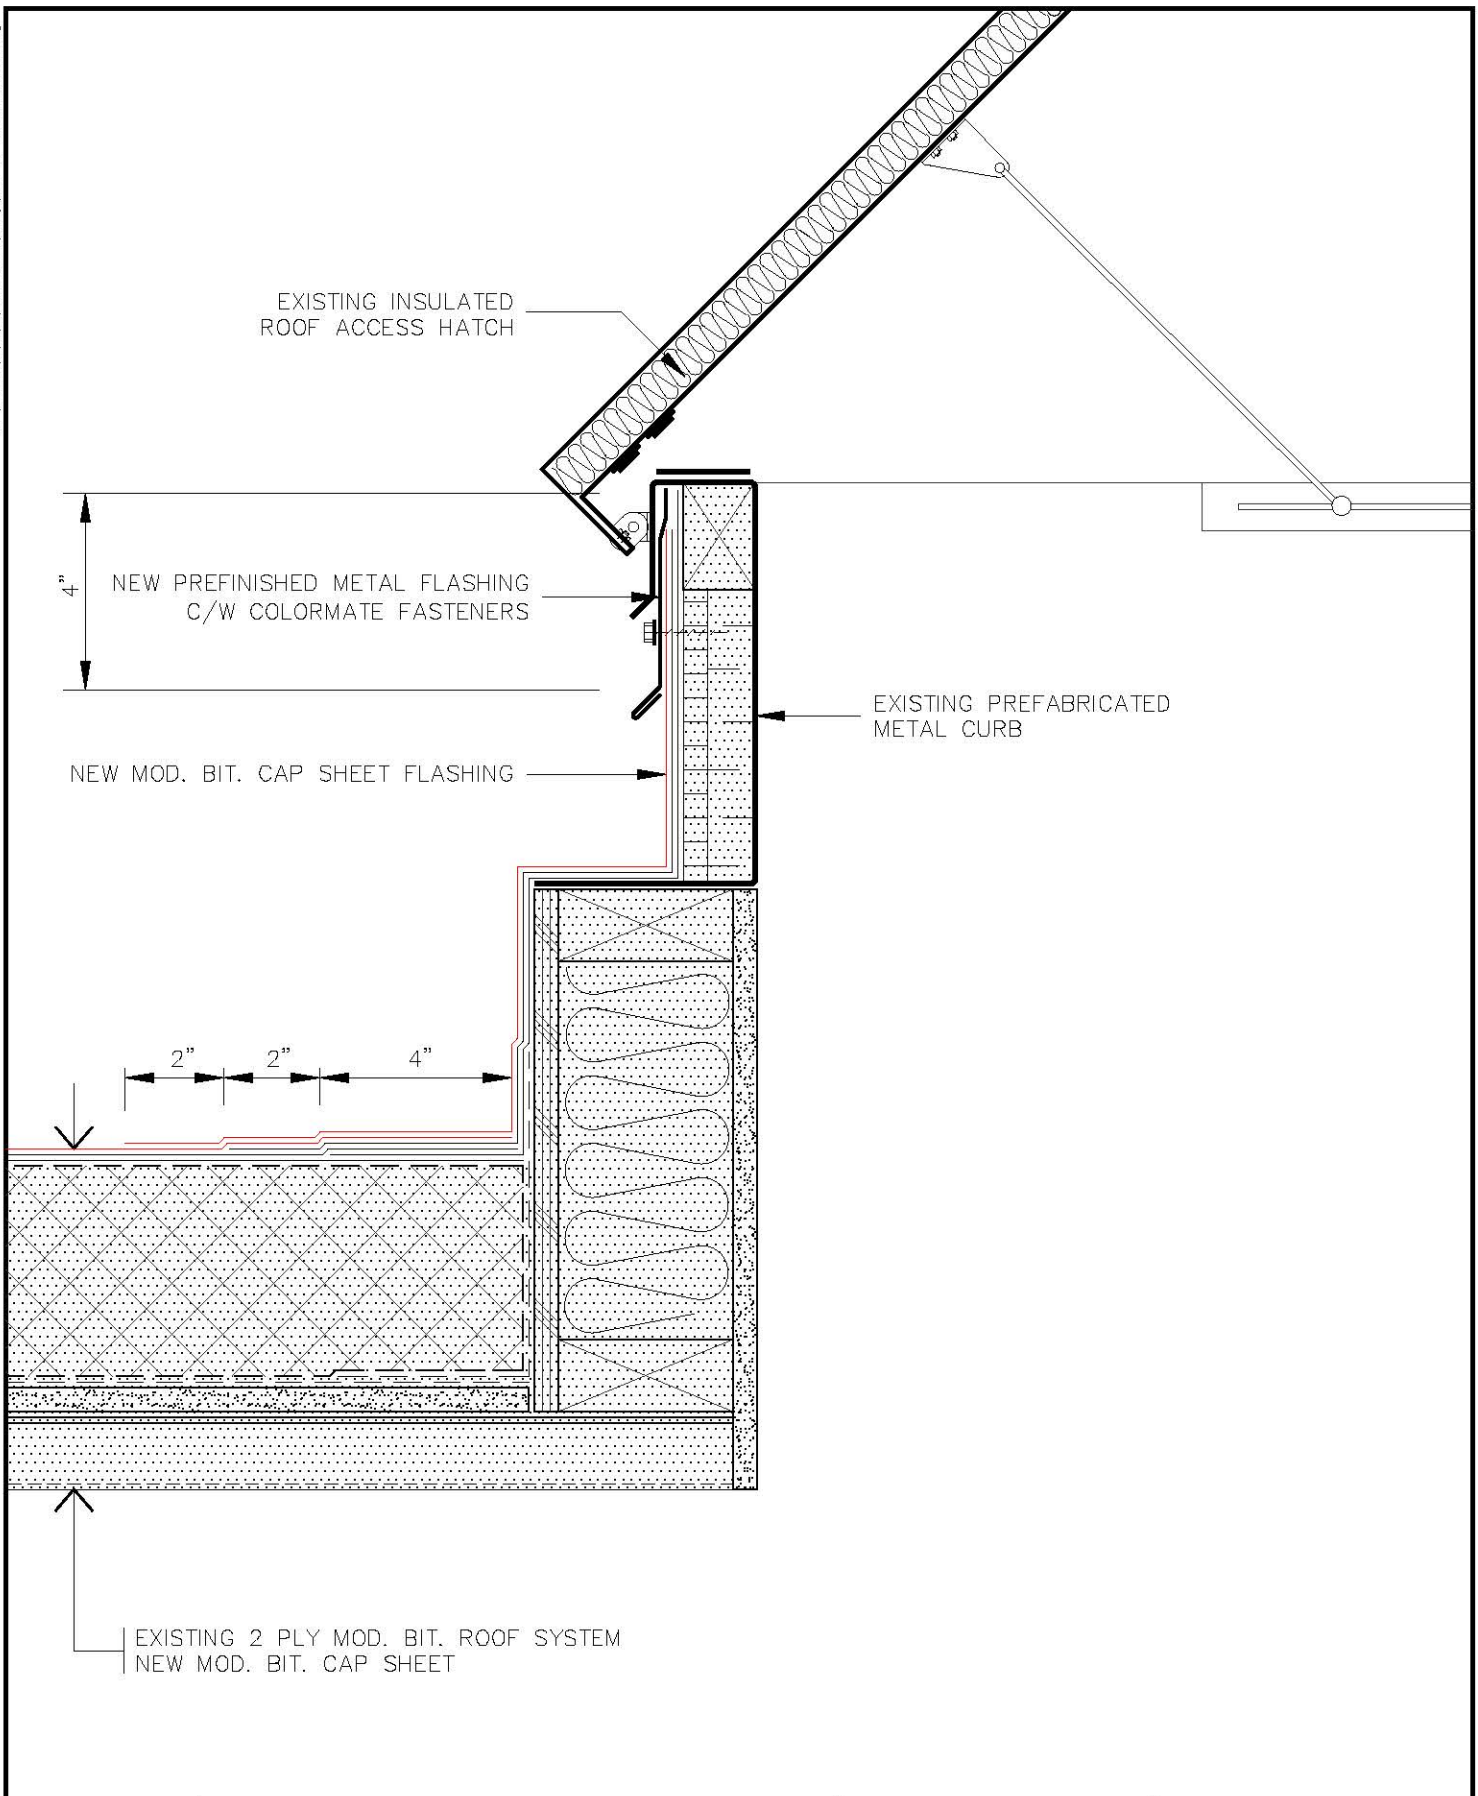 EXISTING INSULATED
ROOF ACCESS HATCH
4"
NEW PREFINISHED METAL FLASHING
C/W COLORMATE FASTENERS
EXISTING PREFABRICATED
METAL CURB
NEW MOD. BIT. CAP SHEET FLASHING
2" 2" 4"
EXISTING 2 PLY MOD. BIT. ROOF SYSTEM
NEW MOD. BIT. CAP SHEET